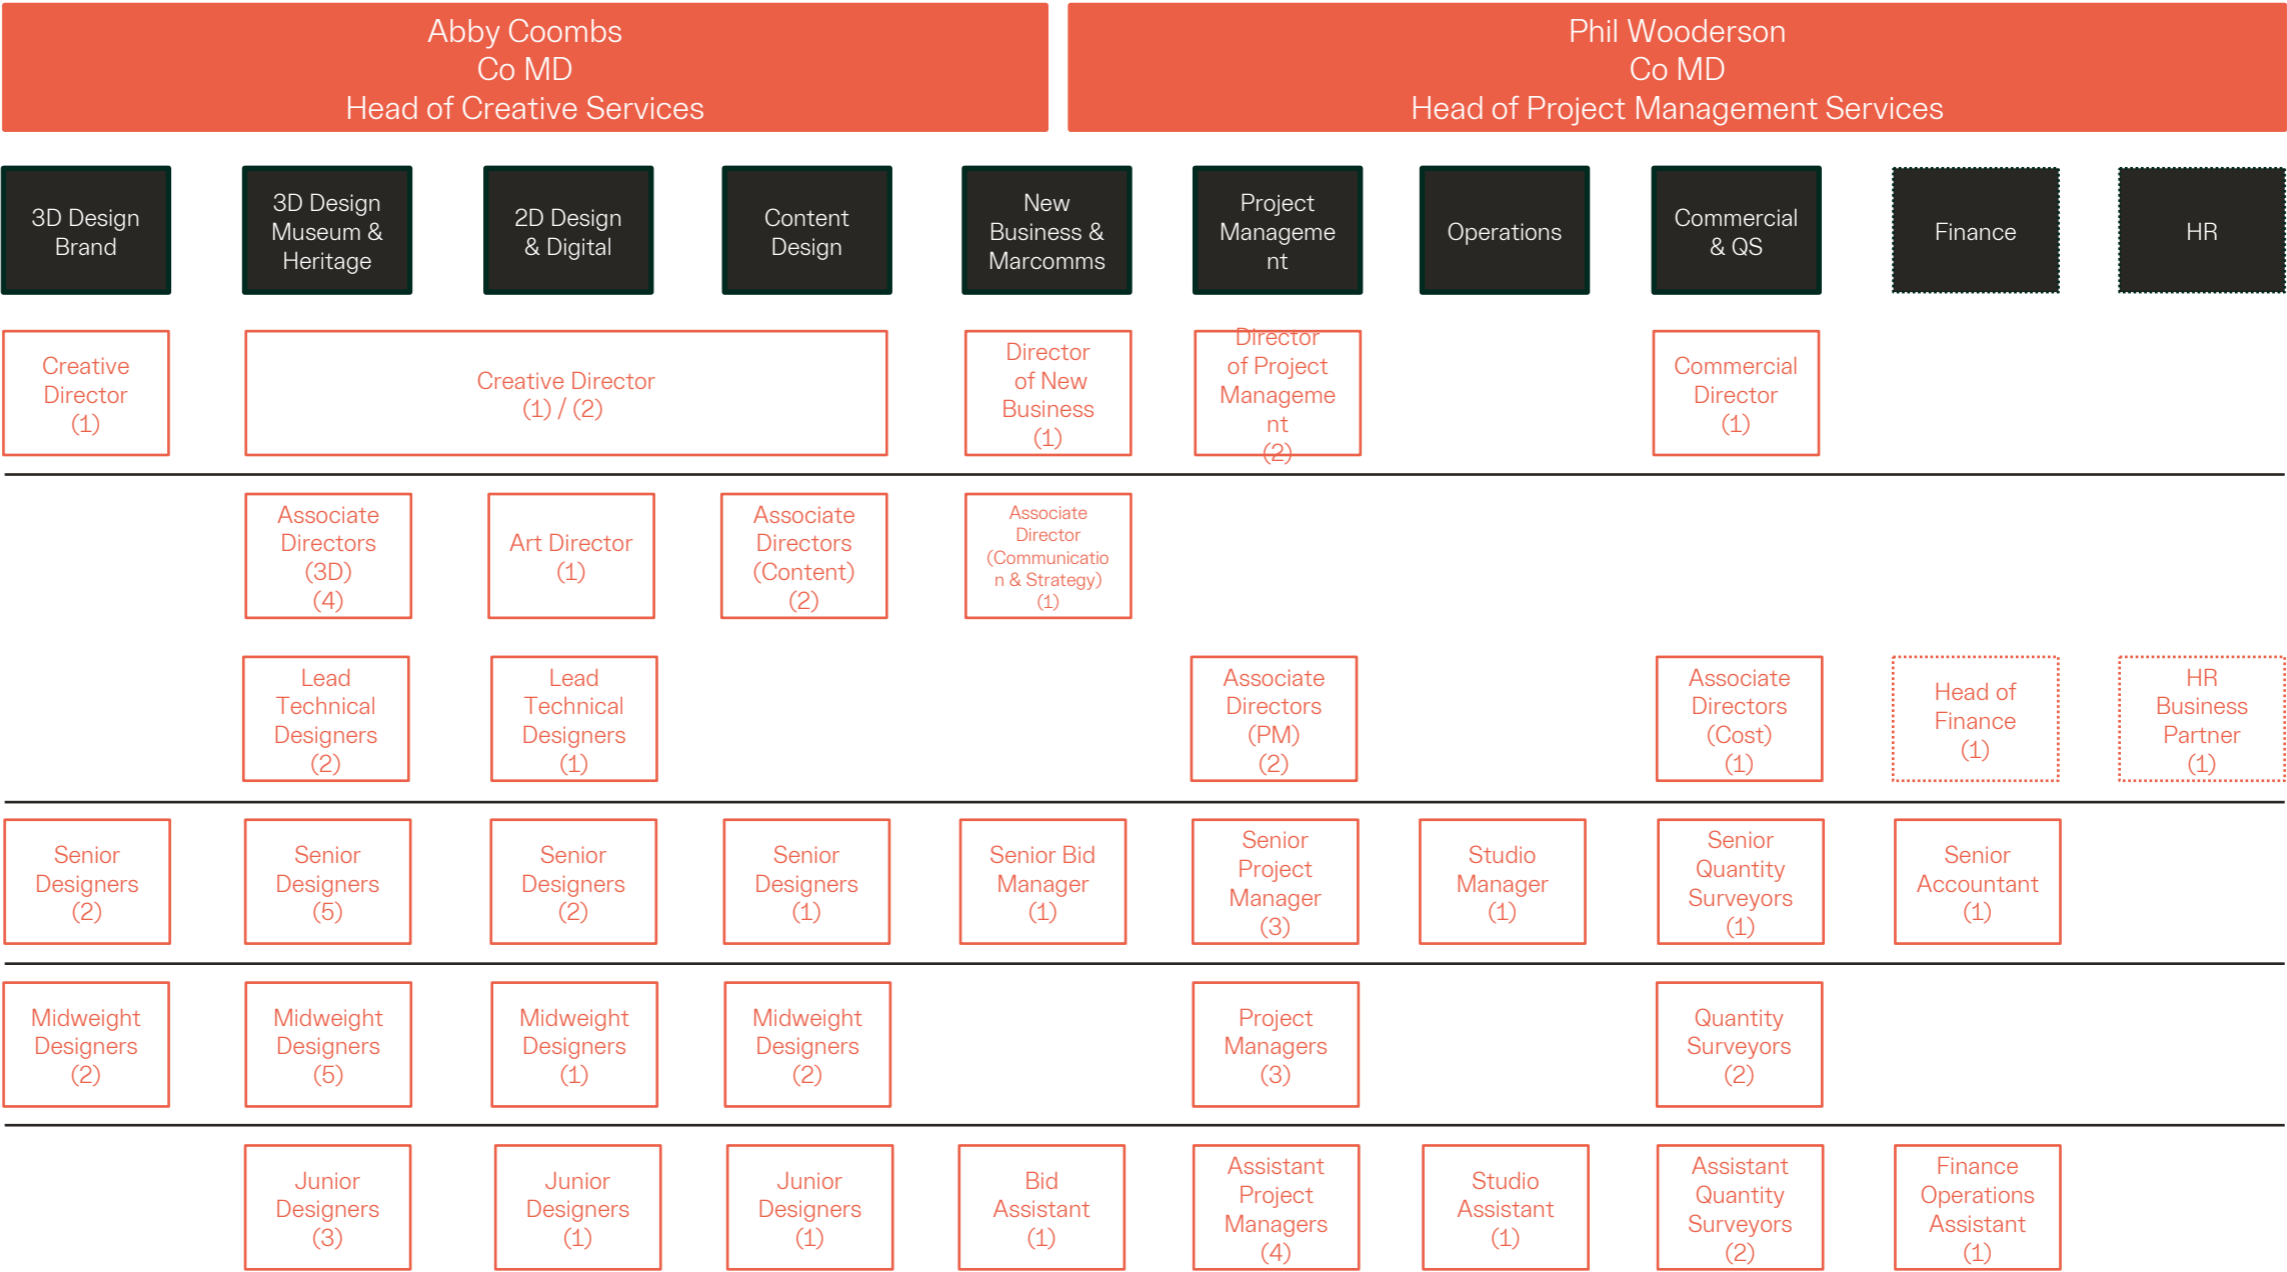 Abby Coombs
Co MD
Head of Creative Services
Phil Wooderson
Co MD
Head of Project Management Services
3D Design
Brand
3D Design
Museum &
Heritage
2D Design
& Digital
Content
Design
New
Business &
Marcomms
Project
Manageme
nt
Operations
Commercial
& QS
Finance
HR
Creative
Director
(1)
Creative Director
(1) / (2)
Director
of New
Business
(1)
Director
of Project
Manageme
nt
(2)
Commercial
Director
(1)
Associate
Directors
(3D)
(4)
Art Director
(1)
Associate
Directors
(Content)
(2)
Associate
Director
(Communicatio
n & Strategy)
(1)
Lead
Technical
Designers
(2)
Lead
Technical
Designers
(1)
Associate
Directors
(PM)
(2)
Associate
Directors
(Cost)
(1)
Head of
Finance
(1)
HR
Business
Partner
(1)
Senior
Designers
(2)
Senior
Designers
(5)
Senior
Designers
(2)
Senior
Designers
(1)
Senior Bid
Manager
(1)
Senior
Project
Manager
(3)
Studio
Manager
(1)
Senior
Quantity
Surveyors
(1)
Senior
Accountant
(1)
Midweight
Designers
(2)
Midweight
Designers
(5)
Midweight
Designers
(1)
Midweight
Designers
(2)
Project
Managers
(3)
Quantity
Surveyors
(2)
Junior
Designers
(3)
Junior
Designers
(1)
Junior
Designers
(1)
Bid
Assistant
(1)
Assistant
Project
Managers
(4)
Studio
Assistant
(1)
Assistant
Quantity
Surveyors
(2)
Finance
Operations
Assistant
(1)